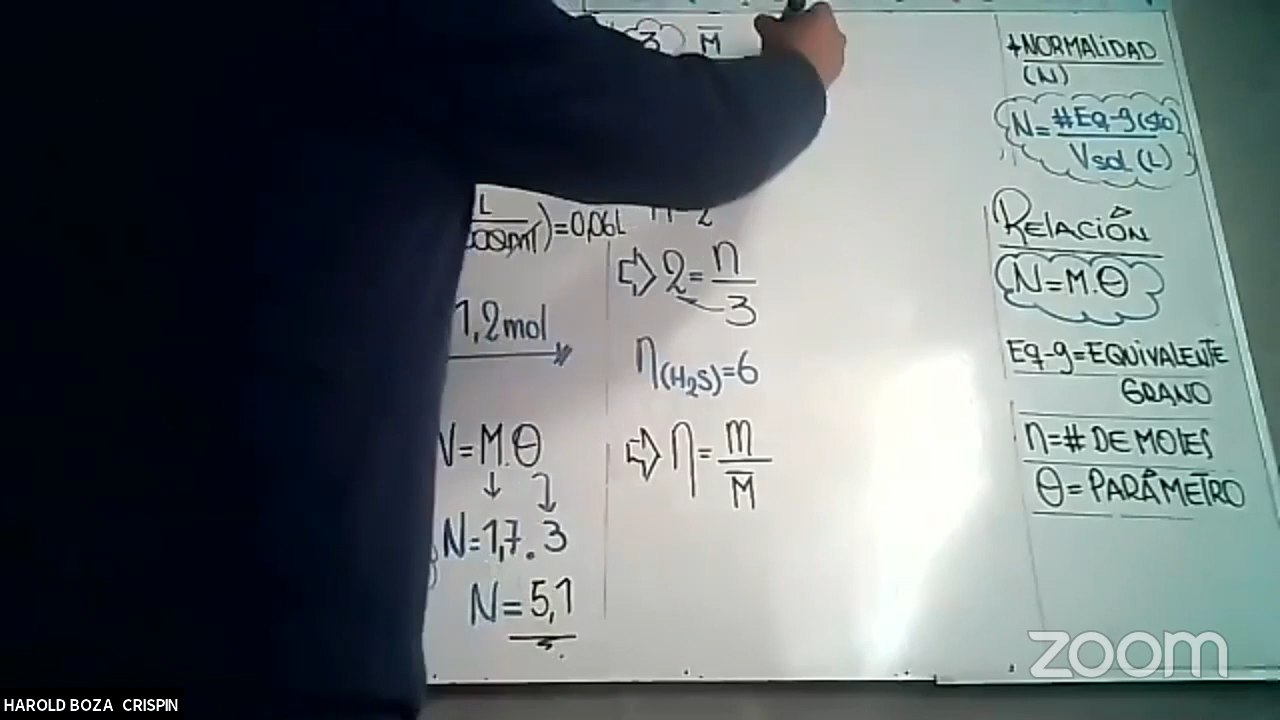 3 M̅
L
)=0,06L
1,2mol
N=M.θ
N=1,7.3
N=5,1
⇒ 2=n/3
n(H₂S)=6
⇒ n=m/M̅
+NORMALIDAD
(N)
N=#Eq-g(sto)
Vsol(L)
RELACIÓN
N=M.θ
Eq-g=EQUIVALENTE
GRAMO
n=# DE MOLES
θ=PARÁMETRO
zoom
HAROLD BOZA CRISPIN